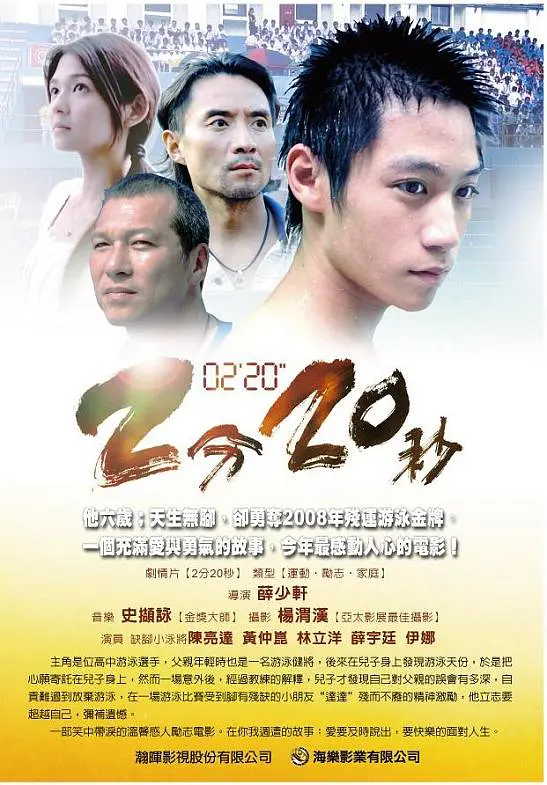 02'20"
2分20秒
他六歲；天生無腳，卻勇奪2008年殘運游泳金牌，
一個充滿愛與勇氣的故事，今年最感動人心的電影！
劇情片【2分20秒】 類型【運動・勵志・家庭】
導演 薛少軒
音樂 史擷詠【金獎大師】 攝影 楊渭漢【亞太影展最佳攝影】
演員 缺腳小泳將陳亮達 黃仲崑 林立洋 薛宇廷 伊娜
主角是位高中游泳選手，父親年輕時也是一名游泳健將，後來在兒子身上發現游泳天份，於是把
心願寄託在兒子身上，然而一場意外後，經過教練的解釋，兒子才發現自己對父親的誤會有多深，自
責難過到放棄游泳，在一場游泳比賽受到腳有殘缺的小朋友“達達”殘而不廢的精神激勵，他立志要
超越自己，彌補遺憾。
一部笑中帶淚的溫馨感人勵志電影。在你我週遭的故事：愛要及時說出，要快樂的面對人生。
瀚暉影視股份有限公司 海樂影業有限公司